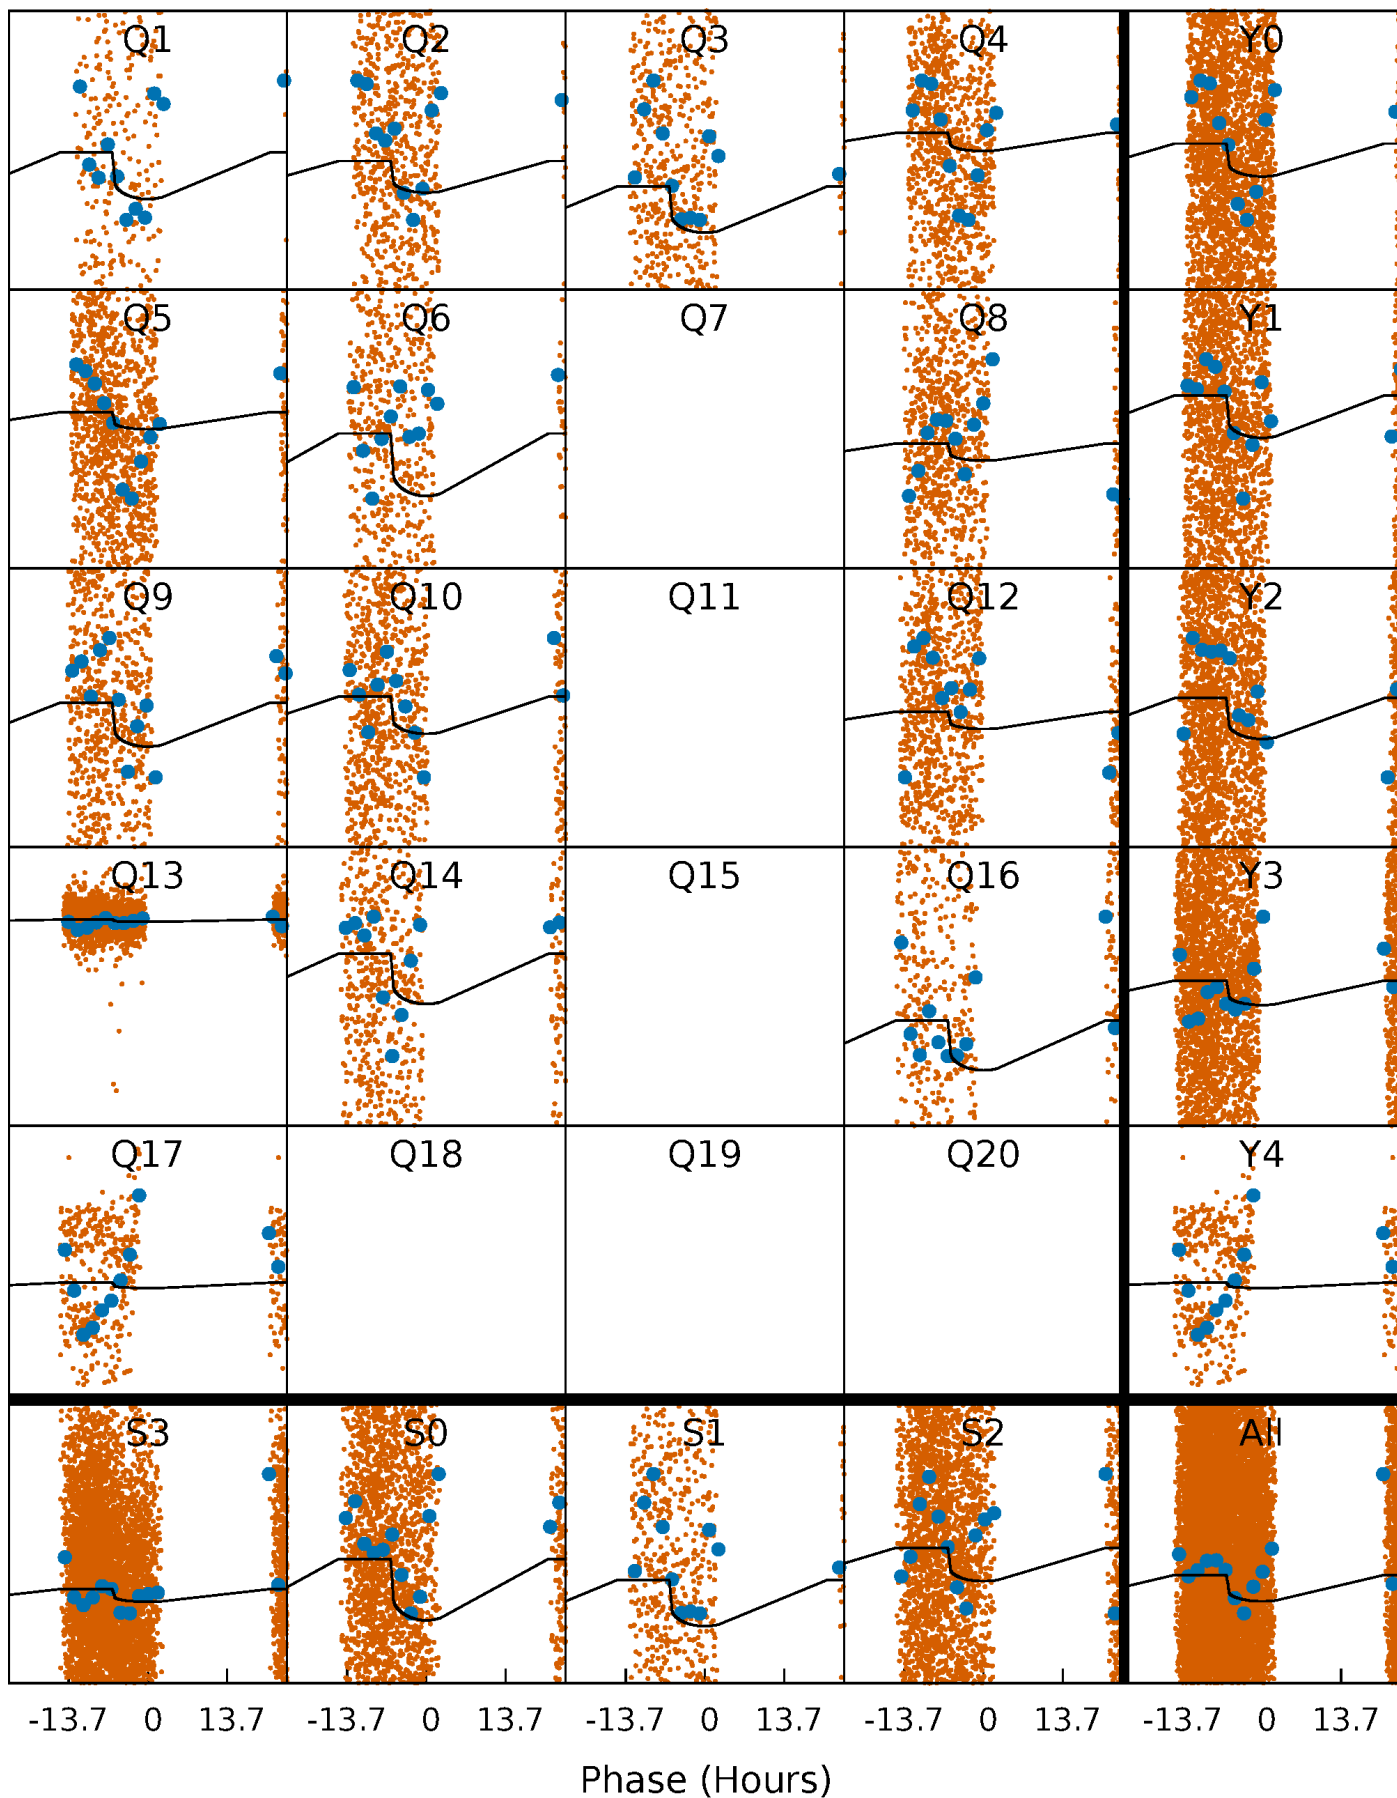 Q1 Q2 Q3 Q4 Y0
Q5 Q6 Q7 Q8 Y1
Q9 Q10 Q11 Q12 Y2
Q13 Q14 Q15 Q16 Y3
Q17 Q18 Q19 Q20 Y4
S3 S0 S1 S2 All
-13.7 0 13.7 -13.7 0 13.7 -13.7 0 13.7 -13.7 0 13.7 -13.7 0 13.7
Phase (Hours)